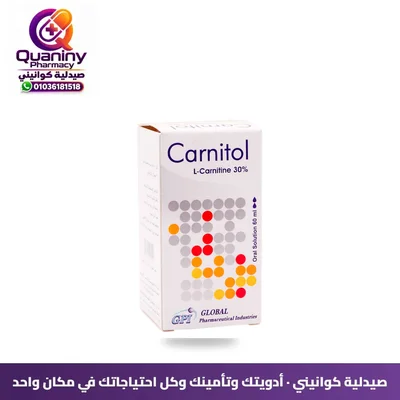 Quaniny
Pharmacy
صيدلية كوانيني
01036181518
Carnitol
L-Carnitine 30%
Oral Solution 60 ml
GPI
GLOBAL
Pharmaceutical Industries
صيدلية كوانيني · أدويتك وتأمينك وكل احتياجاتك في مكان واحد